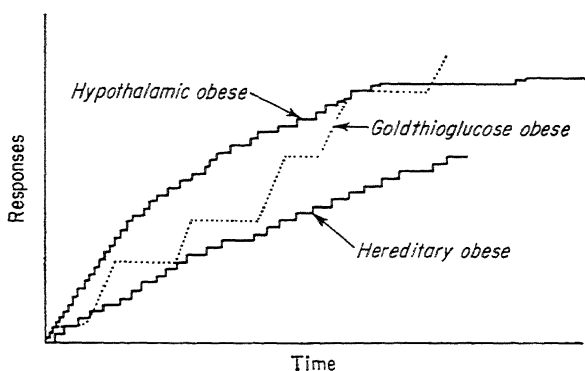 Hypothalamic obese
Goldthioglucose obese
Hereditary obese
Responses
Time